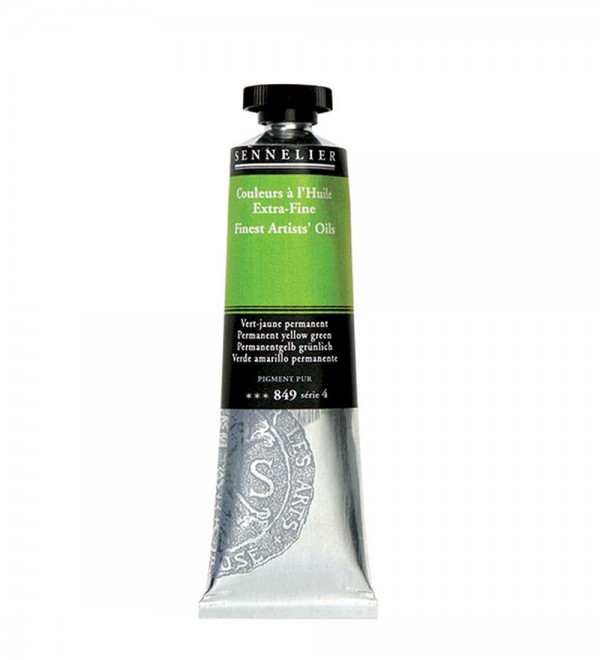 SENNELIER
Couleurs à l'Huile
Extra-Fine
Finest Artists' Oils
Vert-jaune permanent
Permanent yellow green
Permanentgelb grünlich
Verde amarillo permanente
PIGMENT PUR
*** 849 série 4
LES ARTS
S